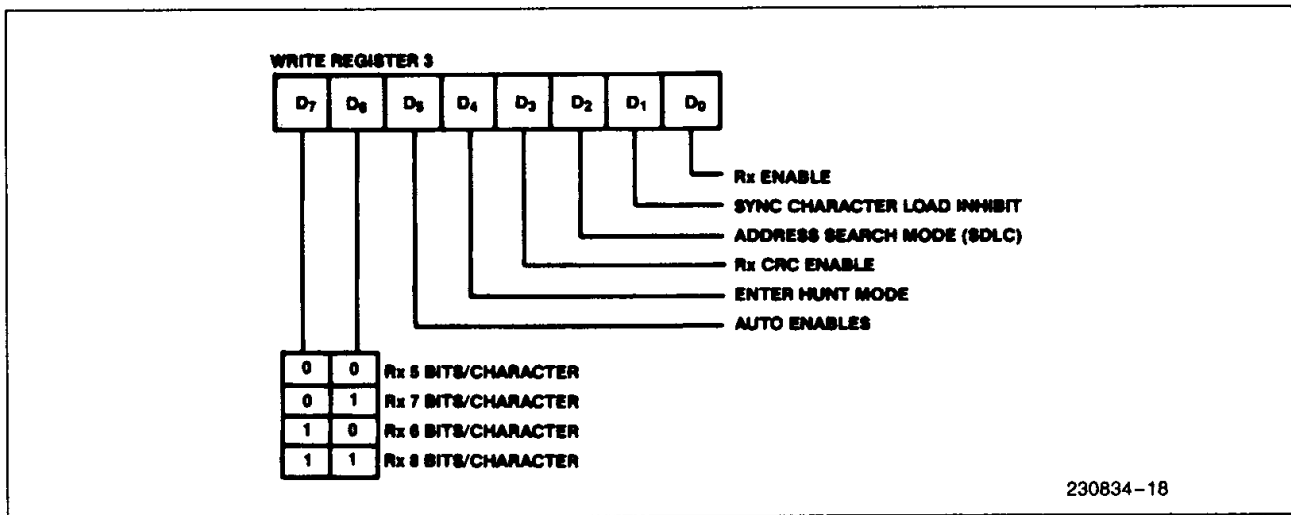 WRITE REGISTER 3
D7 D6 D5 D4 D3 D2 D1 D0
Rx ENABLE
SYNC CHARACTER LOAD INHIBIT
ADDRESS SEARCH MODE (SDLC)
Rx CRC ENABLE
ENTER HUNT MODE
AUTO ENABLES
0 0 Rx 5 BITS/CHARACTER
0 1 Rx 7 BITS/CHARACTER
1 0 Rx 6 BITS/CHARACTER
1 1 Rx 8 BITS/CHARACTER
230834-18